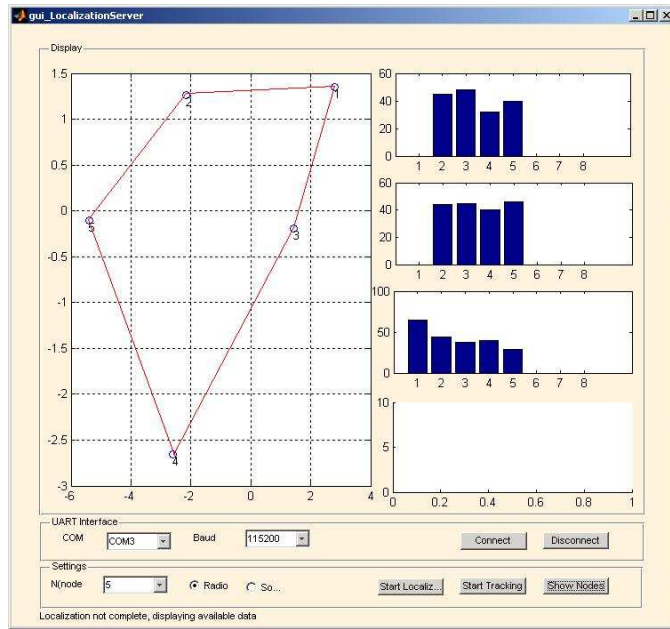 gui_LocalizationServer
Display
1.5
1
0.5
0
-0.5
-1
-1.5
-2
-2.5
-3
-6 -4 -2 0 2 4
1
2
3
4
5
60
40
20
0
1 2 3 4 5 6 7 8
60
40
20
0
1 2 3 4 5 6 7 8
100
50
0
1 2 3 4 5 6 7 8
10
5
0
0 0.2 0.4 0.6 0.8 1
UART Interface
COM COM3 Baud 115200 Connect Disconnect
Settings
N(node 5 Radio So... Start Localiz... Start Tracking Show Nodes
Localization not complete, displaying available data